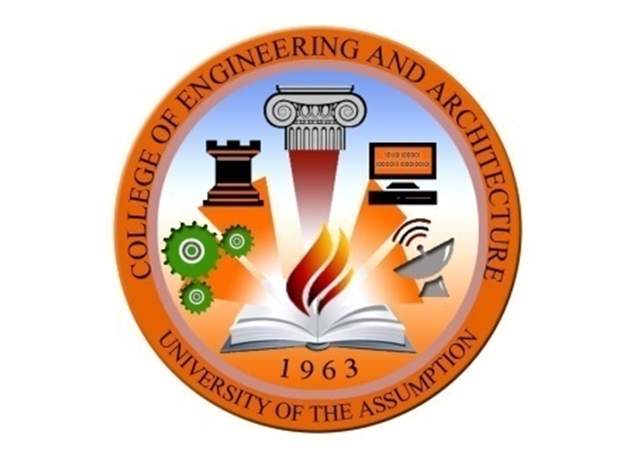 COLLEGE OF ENGINEERING AND ARCHITECTURE
1963
UNIVERSITY OF THE ASSUMPTION